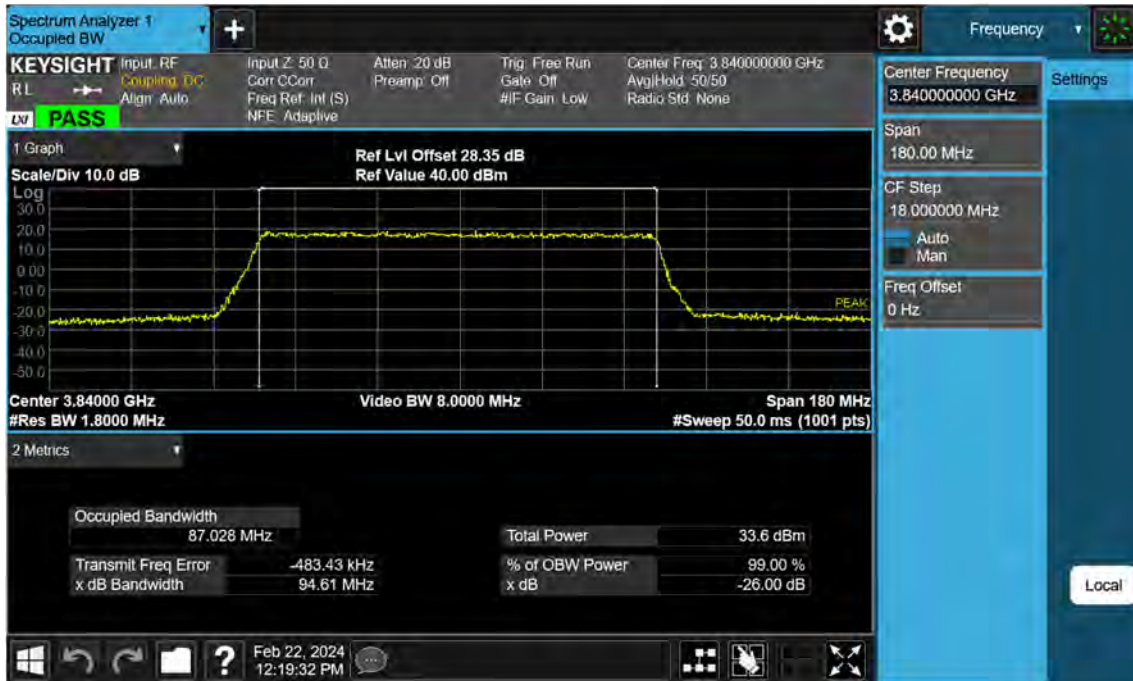 Spectrum Analyzer 1
Occupied BW
+
Frequency
KEYSIGHT
RL
LXI
PASS
Input: RF
Coupling: DC
Align: Auto
Input Z: 50 Ω
Corr CCorr
Freq Ref: Int (S)
NFE: Adaptive
Atten: 20 dB
Preamp: Off
Trig: Free Run
Gate: Off
#IF Gain: Low
Center Freq: 3.840000000 GHz
Avg|Hold: 50/50
Radio Std: None
1 Graph
Scale/Div 10.0 dB
Ref Lvl Offset 28.35 dB
Ref Value 40.00 dBm
Log
30.0
20.0
10.0
0.00
-10.0
-20.0
-30.0
-40.0
-50.0
PEAK
Center 3.84000 GHz
#Res BW 1.8000 MHz
Video BW 8.0000 MHz
Span 180 MHz
#Sweep 50.0 ms (1001 pts)
2 Metrics
Occupied Bandwidth
87.028 MHz
Transmit Freq Error -483.43 kHz
x dB Bandwidth 94.61 MHz
Total Power 33.6 dBm
% of OBW Power 99.00 %
x dB -26.00 dB
Center Frequency
3.840000000 GHz
Span
180.00 MHz
CF Step
18.000000 MHz
Auto
Man
Freq Offset
0 Hz
Settings
Local
?
Feb 22, 2024
12:19:32 PM